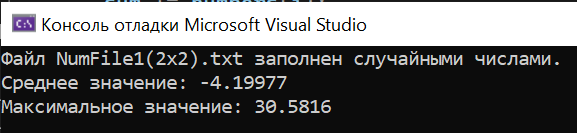 Консоль отладки Microsoft Visual Studio
Файл NumFile1(2x2).txt заполнен случайными числами.
Среднее значение: -4.19977
Максимальное значение: 30.5816